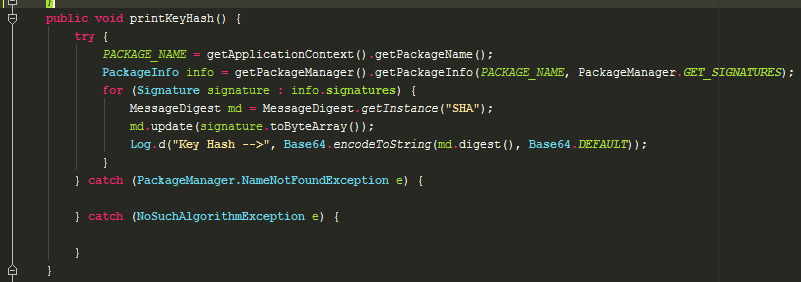 }
public void printKeyHash() {
try {
PACKAGE_NAME = getApplicationContext().getPackageName();
PackageInfo info = getPackageManager().getPackageInfo(PACKAGE_NAME, PackageManager.GET_SIGNATURES);
for (Signature signature : info.signatures) {
MessageDigest md = MessageDigest.getInstance("SHA");
md.update(signature.toByteArray());
Log.d("Key Hash -->", Base64.encodeToString(md.digest(), Base64.DEFAULT));
}
} catch (PackageManager.NameNotFoundException e) {
} catch (NoSuchAlgorithmException e) {
}
}